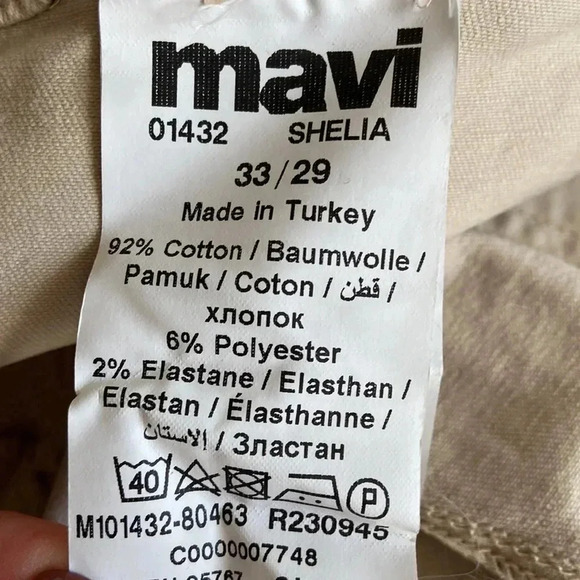 mavi
01432 SHELIA
33/29
Made in Turkey
92% Cotton / Baumwolle /
Pamuk / Coton / قطن /
хлопок
6% Polyester
2% Elastane / Elasthan /
Elastan / Élasthanne /
الاستان / Эластан
40 P
M101432-80463 R230945
C0000007748